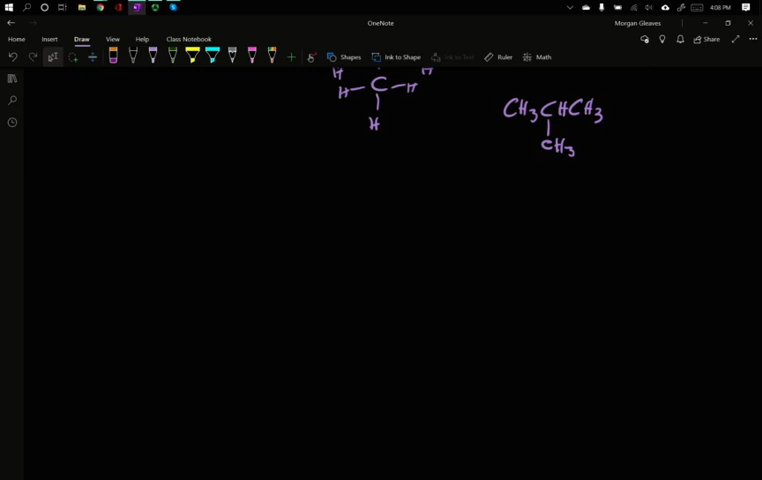 4:08 PM
OneNote
Morgan Gleaves
Home Insert Draw View Help Class Notebook
Share
Shapes Ink to Shape Ink to Text Ruler Math
H H
H-C-H
H
CH3CHCH3
CH3